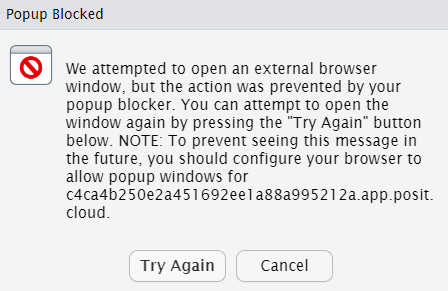 Popup Blocked
We attempted to open an external browser
window, but the action was prevented by your
popup blocker. You can attempt to open the
window again by pressing the "Try Again" button
below. NOTE: To prevent seeing this message in
the future, you should configure your browser to
allow popup windows for
c4ca4b250e2a451692ee1a88a995212a.app.posit.
cloud.
Try Again
Cancel